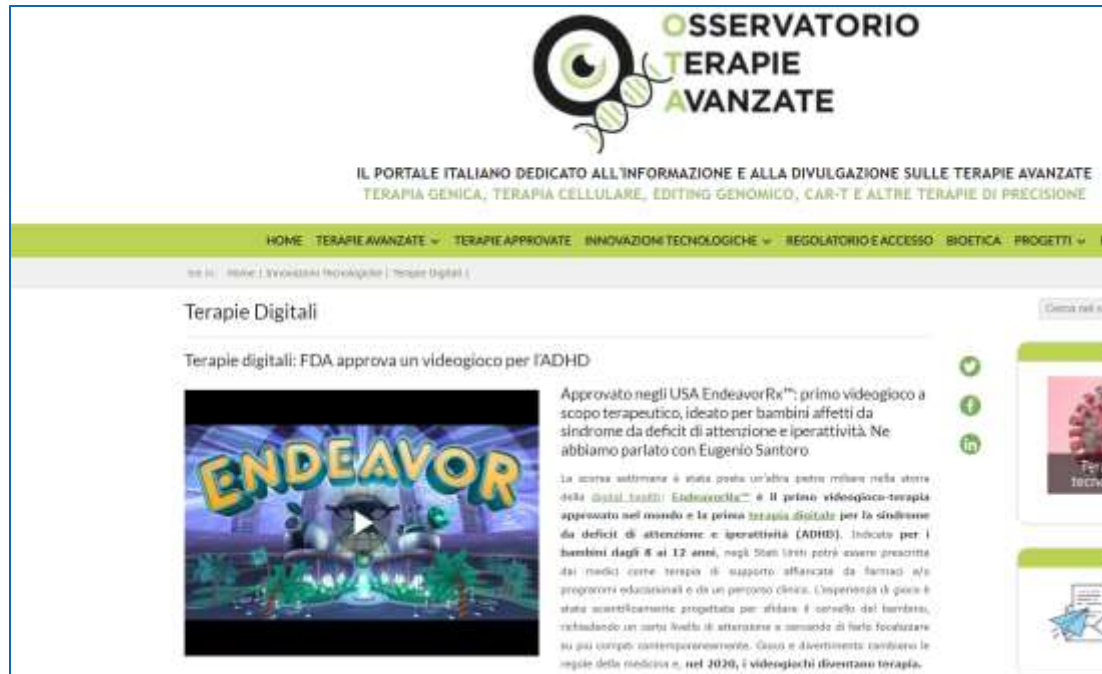 OSSERVATORIO
TERAPIE
AVANZATE
IL PORTALE ITALIANO DEDICATO ALL'INFORMAZIONE E ALLA DIVULGAZIONE SULLE TERAPIE AVANZATE
TERAPIA GENICA, TERAPIA CELLULARE, EDITING GENOMICO, CAR-T E ALTRE TERAPIE DI PRECISIONE
HOME TERAPIE AVANZATE TERAPIE APPROVATE INNOVAZIONI TECNOLOGICHE REGOLATORIO E ACCESSO BIOETICA PROGETTI
Home | Innovazioni Tecnologiche | Terapie Digitali |
Terapie Digitali
Cerca nel
Terapie digitali: FDA approva un videogioco per l'ADHD
ENDEAVOR
Approvato negli USA EndeavorRx™: primo videogioco a
scopo terapeutico, ideato per bambini affetti da
sindrome da deficit di attenzione e iperattività. Ne
abbiamo parlato con Eugenio Santoro
La scorsa settimana è stata posta un'altra pietra miliare nella storia
della digital health: EndeavorRx™ è il primo videogioco-terapia
approvato nel mondo e la prima terapia digitale per la sindrome
da deficit di attenzione e iperattività (ADHD). Indicato per i
bambini dagli 8 ai 12 anni, negli Stati Uniti potrà essere prescritta
dai medici come terapia di supporto affiancata da farmaci e/o
programmi educazionali e da un percorso clinico. L'esperienza di gioco è
stata scientificamente progettata per sfidare il cervello del bambino,
richiedendo un certo livello di attenzione e cercando di farlo focalizzare
su più compiti contemporaneamente. Gioco e divertimento cambiano le
regole della medicina e, nel 2020, i videogiochi diventano terapia.